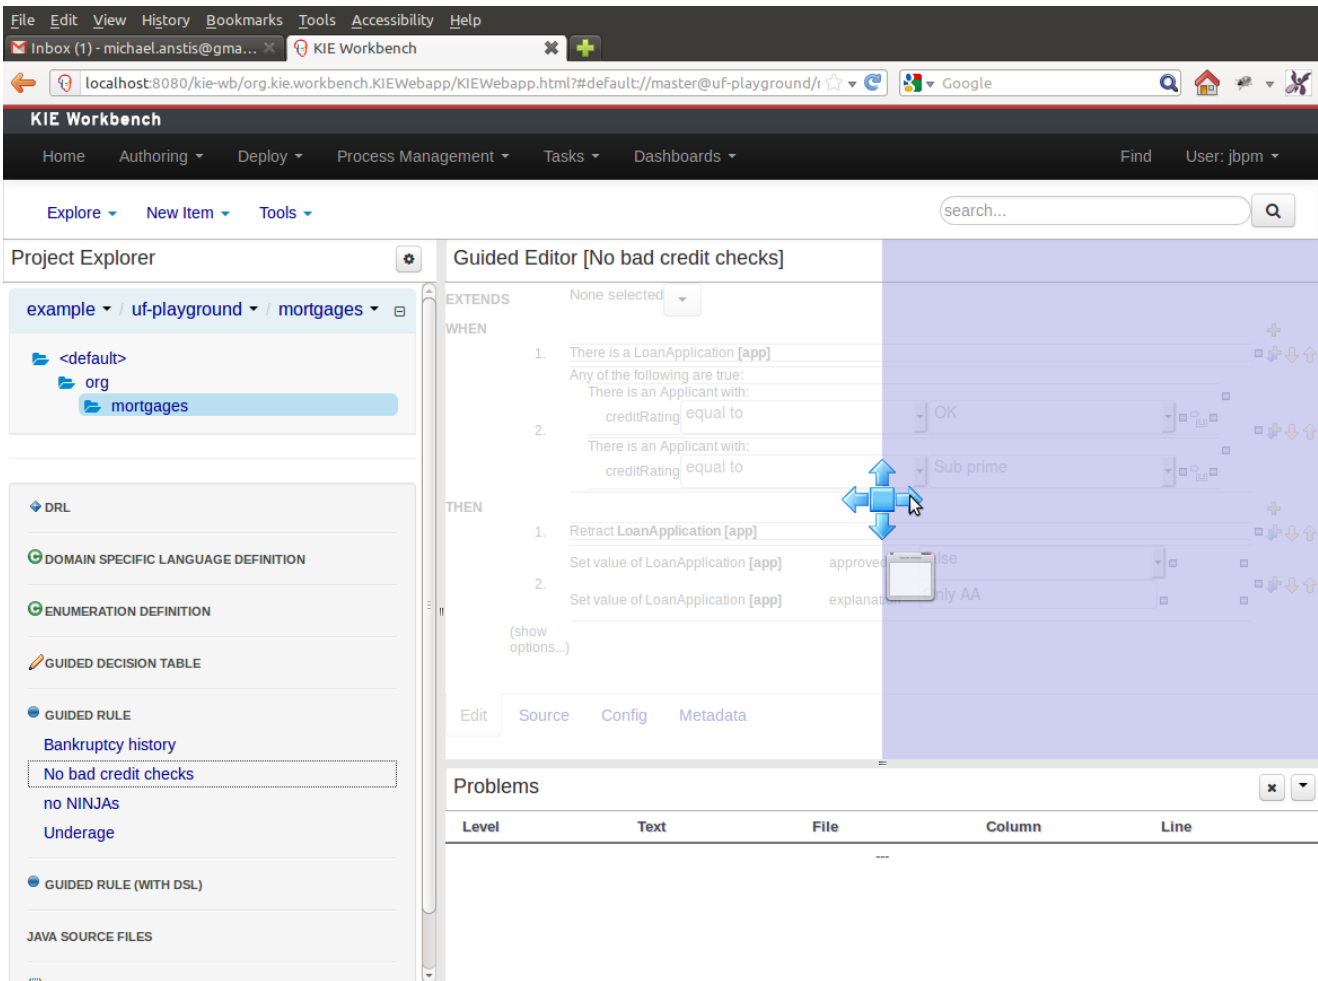 File Edit View History Bookmarks Tools Accessibility Help
Inbox (1) - michael.anstis@gma...
KIE Workbench
localhost:8080/kie-wb/org.kie.workbench.KIEWebapp/KIEWebapp.html?#default://master@uf-playground/
Google
KIE Workbench
Home Authoring Deploy Process Management Tasks Dashboards Find User: jbpm
Explore New Item Tools search...
Project Explorer
example / uf-playground / mortgages
<default>
org
mortgages
DRL
DOMAIN SPECIFIC LANGUAGE DEFINITION
ENUMERATION DEFINITION
GUIDED DECISION TABLE
GUIDED RULE
Bankruptcy history
No bad credit checks
no NINJAs
Underage
GUIDED RULE (WITH DSL)
JAVA SOURCE FILES
Guided Editor [No bad credit checks]
EXTENDS None selected
WHEN
1. There is a LoanApplication [app]
Any of the following are true:
There is an Applicant with:
creditRating equal to OK
2.
There is an Applicant with:
creditRating equal to Sub prime
THEN
1. Retract LoanApplication [app]
Set value of LoanApplication [app] approved
2.
Set value of LoanApplication [app] AA
(show
options...)
Edit Source Config Metadata
Problems
Level Text File Column Line
---